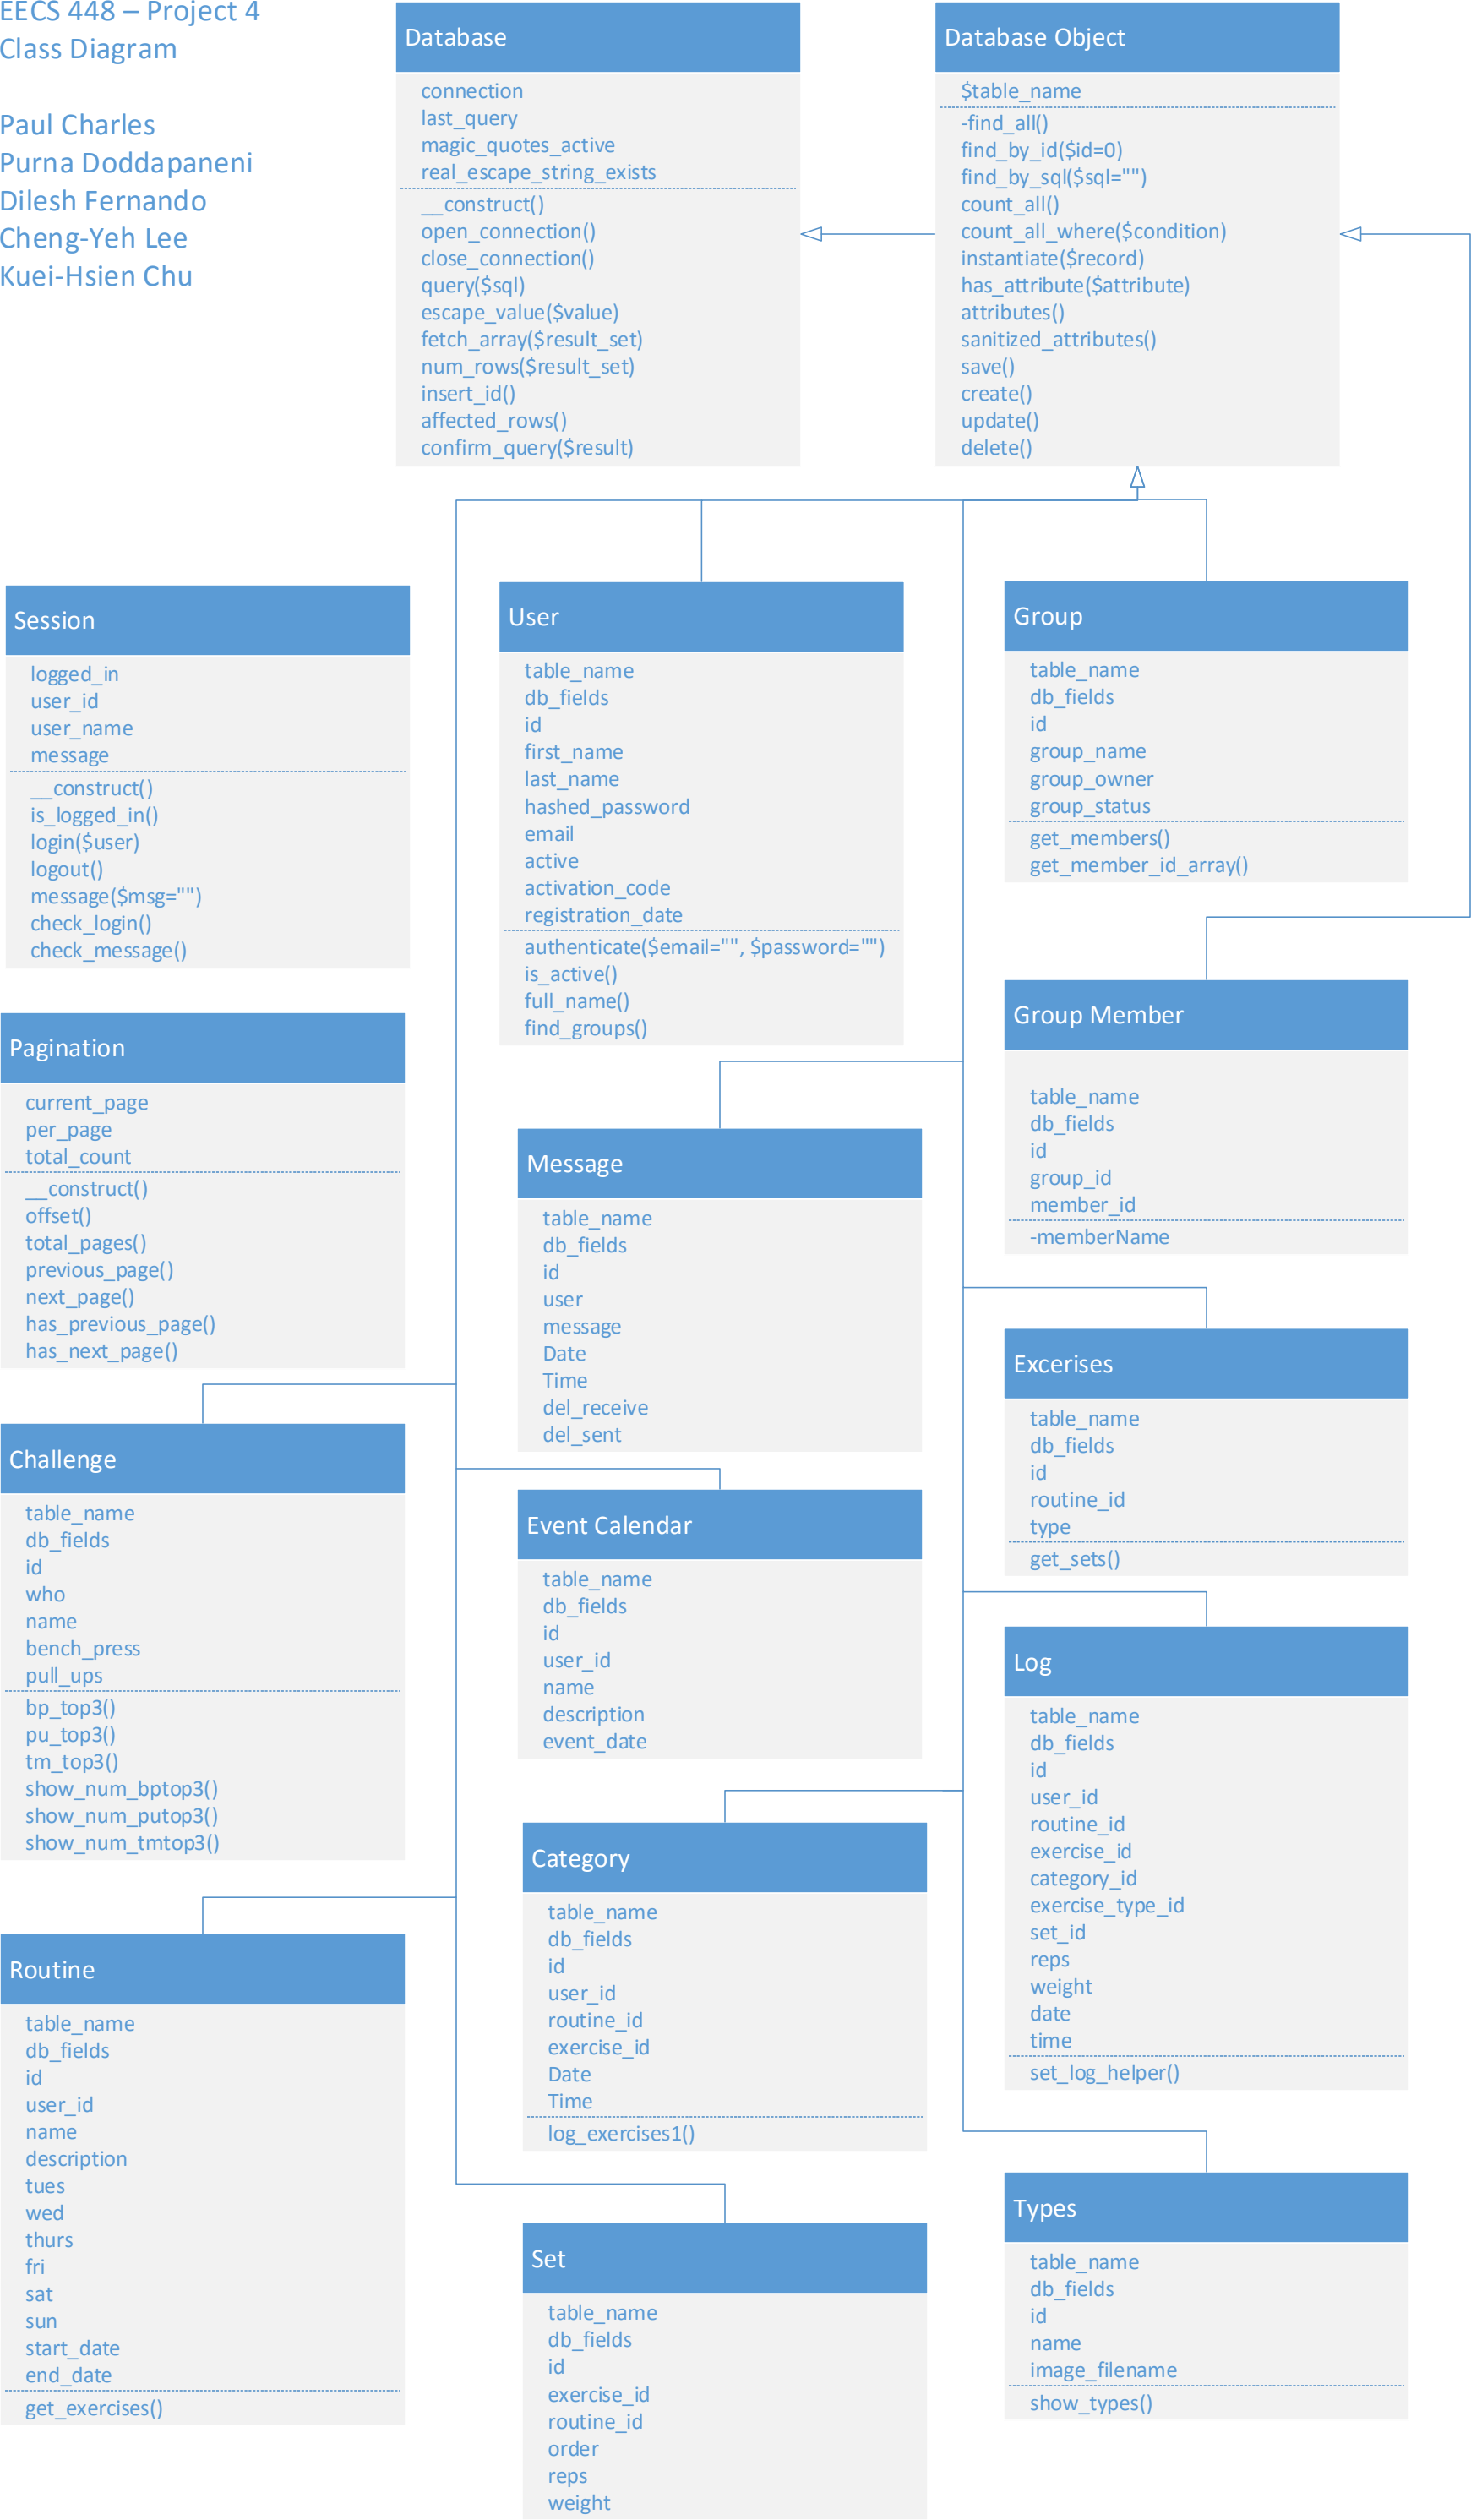 EECS 448 – Project 4
Class Diagram
Paul Charles
Purna Doddapaneni
Dilesh Fernando
Cheng-Yeh Lee
Kuei-Hsien Chu
Database
connection
last_query
magic_quotes_active
real_escape_string_exists
__construct()
open_connection()
close_connection()
query($sql)
escape_value($value)
fetch_array($result_set)
num_rows($result_set)
insert_id()
affected_rows()
confirm_query($result)
Database Object
$table_name
-find_all()
find_by_id($id=0)
find_by_sql($sql="")
count_all()
count_all_where($condition)
instantiate($record)
has_attribute($attribute)
attributes()
sanitized_attributes()
save()
create()
update()
delete()
Session
logged_in
user_id
user_name
message
__construct()
is_logged_in()
login($user)
logout()
message($msg="")
check_login()
check_message()
User
table_name
db_fields
id
first_name
last_name
hashed_password
email
active
activation_code
registration_date
authenticate($email="", $password="")
is_active()
full_name()
find_groups()
Group
table_name
db_fields
id
group_name
group_owner
group_status
get_members()
get_member_id_array()
Pagination
current_page
per_page
total_count
__construct()
offset()
total_pages()
previous_page()
next_page()
has_previous_page()
has_next_page()
Message
table_name
db_fields
id
user
message
Date
Time
del_receive
del_sent
Group Member
table_name
db_fields
id
group_id
member_id
-memberName
Excerises
table_name
db_fields
id
routine_id
type
get_sets()
Challenge
table_name
db_fields
id
who
name
bench_press
pull_ups
bp_top3()
pu_top3()
tm_top3()
show_num_bptop3()
show_num_putop3()
show_num_tmtop3()
Event Calendar
table_name
db_fields
id
user_id
name
description
event_date
Log
table_name
db_fields
id
user_id
routine_id
exercise_id
category_id
exercise_type_id
set_id
reps
weight
date
time
set_log_helper()
Category
table_name
db_fields
id
user_id
routine_id
exercise_id
Date
Time
log_exercises1()
Routine
table_name
db_fields
id
user_id
name
description
tues
wed
thurs
fri
sat
sun
start_date
end_date
get_exercises()
Set
table_name
db_fields
id
exercise_id
routine_id
order
reps
weight
Types
table_name
db_fields
id
name
image_filename
show_types()